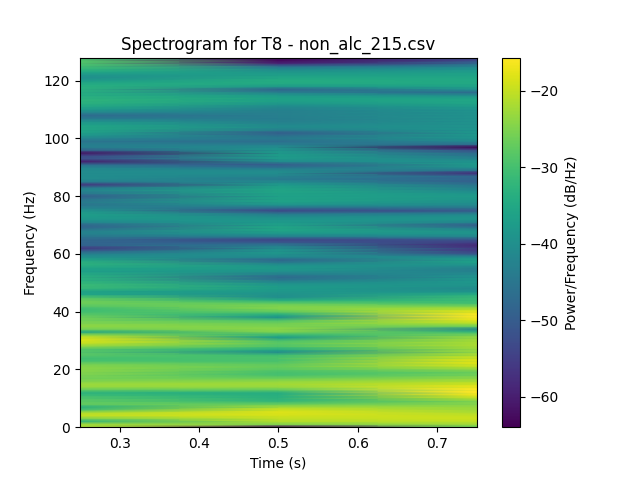 Spectrogram for T8 - non_alc_215.csv
120
100
80
60
40
20
0
Frequency (Hz)
0.3 0.4 0.5 0.6 0.7
Time (s)
−20
−30
−40
−50
−60
Power/Frequency (dB/Hz)